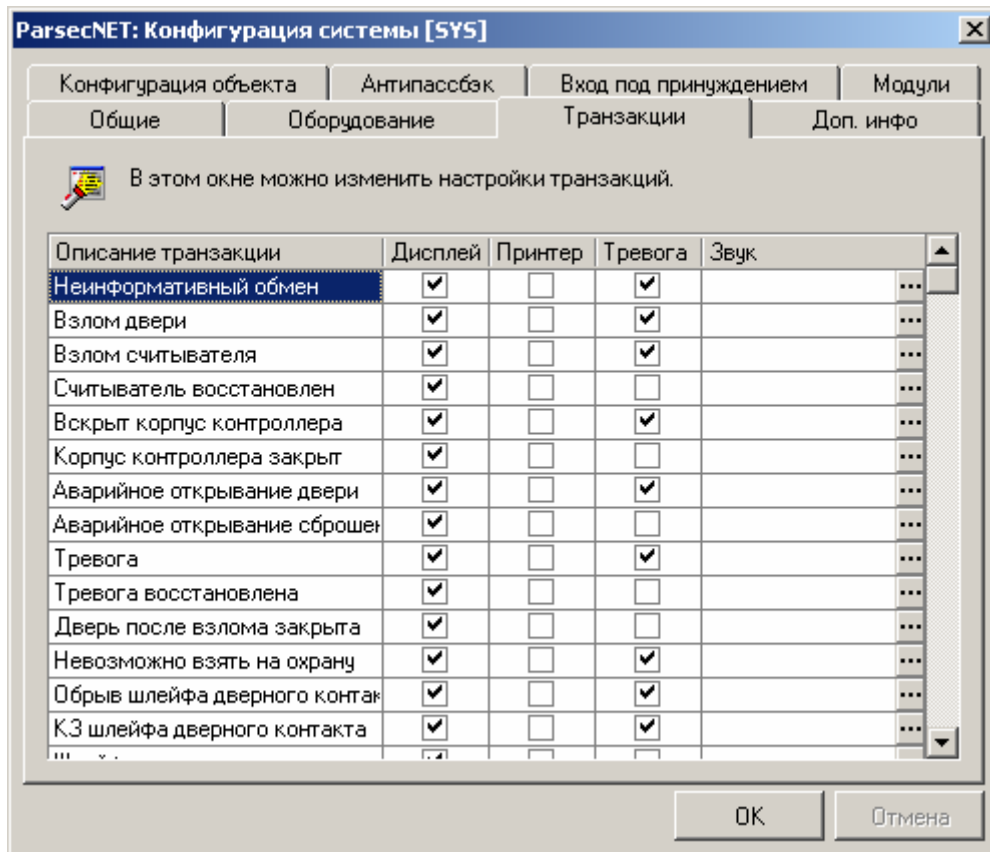 ParsecNET: Конфигурация системы [SYS]
Конфигурация объекта Антипассбэк Вход под принуждением Модули
Общие Оборудование Транзакции Доп. инфо
В этом окне можно изменить настройки транзакций.
Описание транзакции Дисплей Принтер Тревога Звук
Неинформативный обмен ...
Взлом двери ...
Взлом считывателя ...
Считыватель восстановлен ...
Вскрыт корпус контроллера ...
Корпус контроллера закрыт ...
Аварийное открывание двери ...
Аварийное открывание сброшен ...
Тревога ...
Тревога восстановлена ...
Дверь после взлома закрыта ...
Невозможно взять на охрану ...
Обрыв шлейфа дверного контак ...
КЗ шлейфа дверного контакта ...
OK Отмена